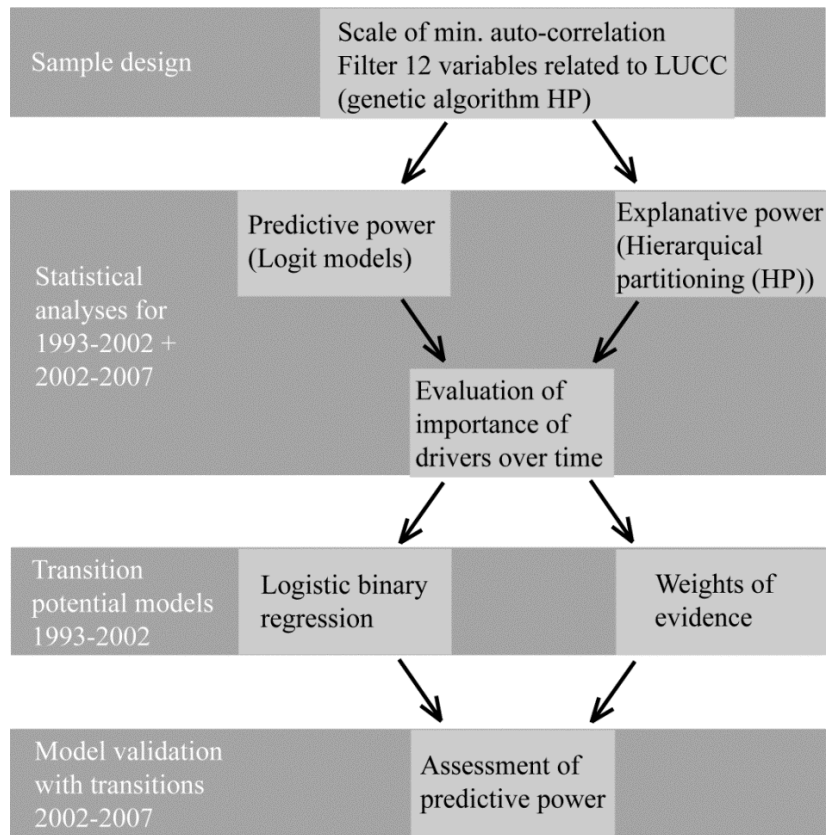 Sample design
Scale of min. auto-correlation
Filter 12 variables related to LUCC
(genetic algorithm HP)
Statistical
analyses for
1993-2002 +
2002-2007
Predictive power
(Logit models)
Explanative power
(Hierarquical
partitioning (HP))
Evaluation of
importance of
drivers over time
Transition
potential models
1993-2002
Logistic binary
regression
Weights of
evidence
Model validation
with transitions
2002-2007
Assessment of
predictive power